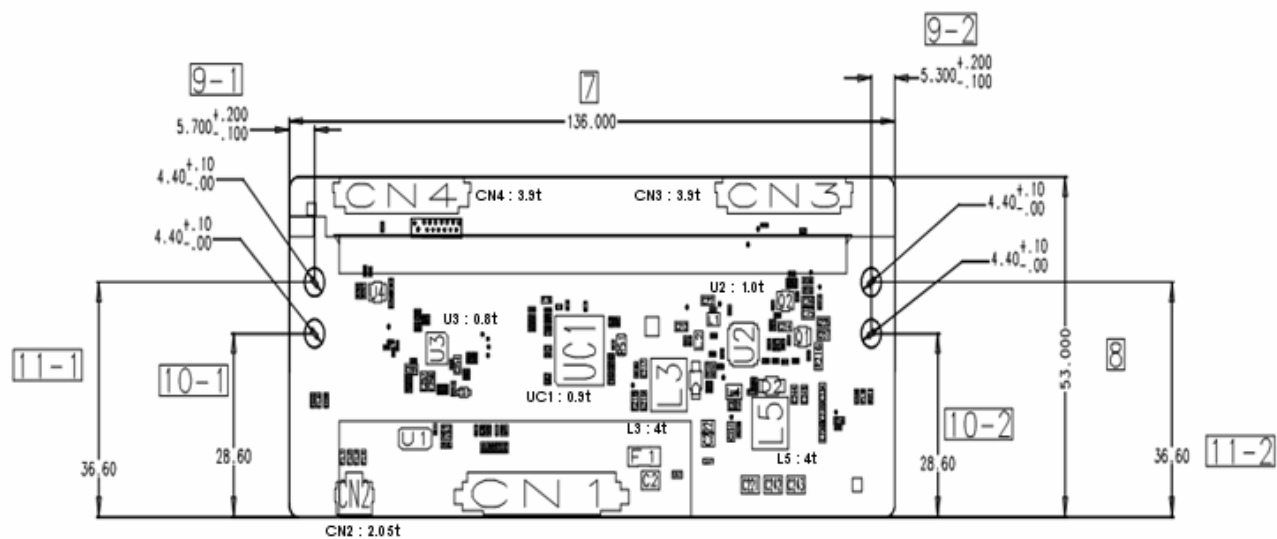 9-2
9-1
7
5.300 +.200 -.100
5.700 +.200 -.100
136.000
4.40 +.10 -.00
CN4
CN4 : 3.9t
CN3 : 3.9t
CN3
4.40 +.10 -.00
4.40 +.10 -.00
4.40 +.10 -.00
U2 : 1.0t
U3 : 0.8t
UC1
U3
U2
L3
L5
UC1 : 0.9t
L3 : 4t
L5 : 4t
11-1
10-1
8
53.000
10-2
11-2
36.60
28.60
28.60
36.60
U1
F1
C2
CN2
CN1
C221
C242
C243
CN2 : 2.05t